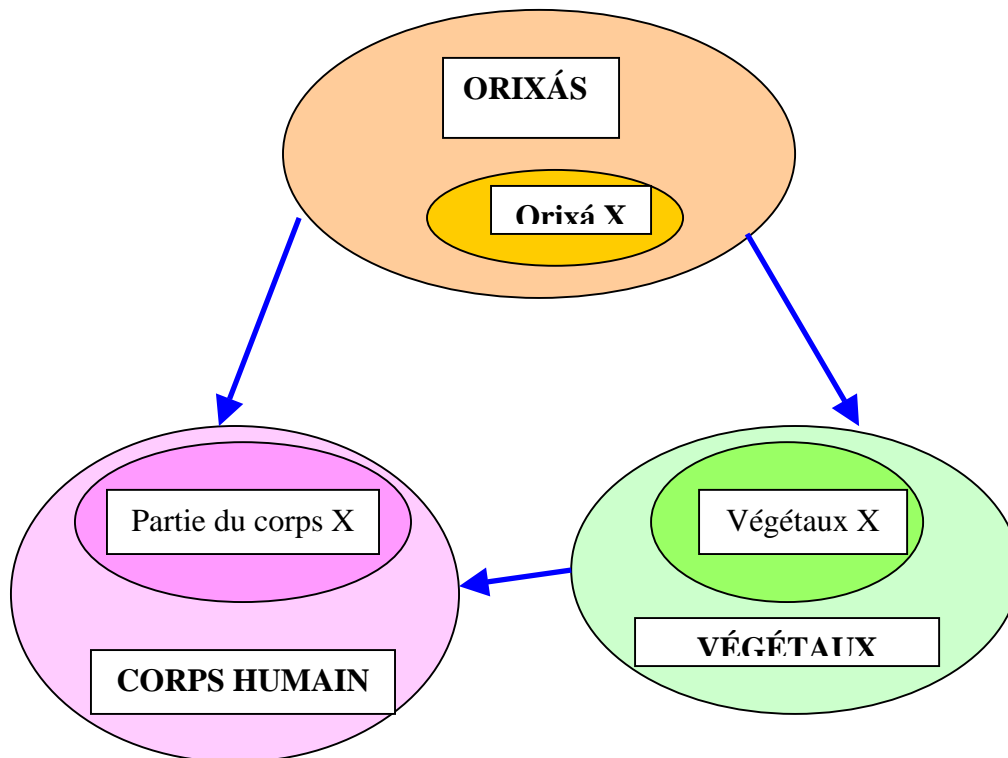 ORIXÁS
Orixá X
Partie du corps X
Végétaux X
VÉGÉTAUX
CORPS HUMAIN